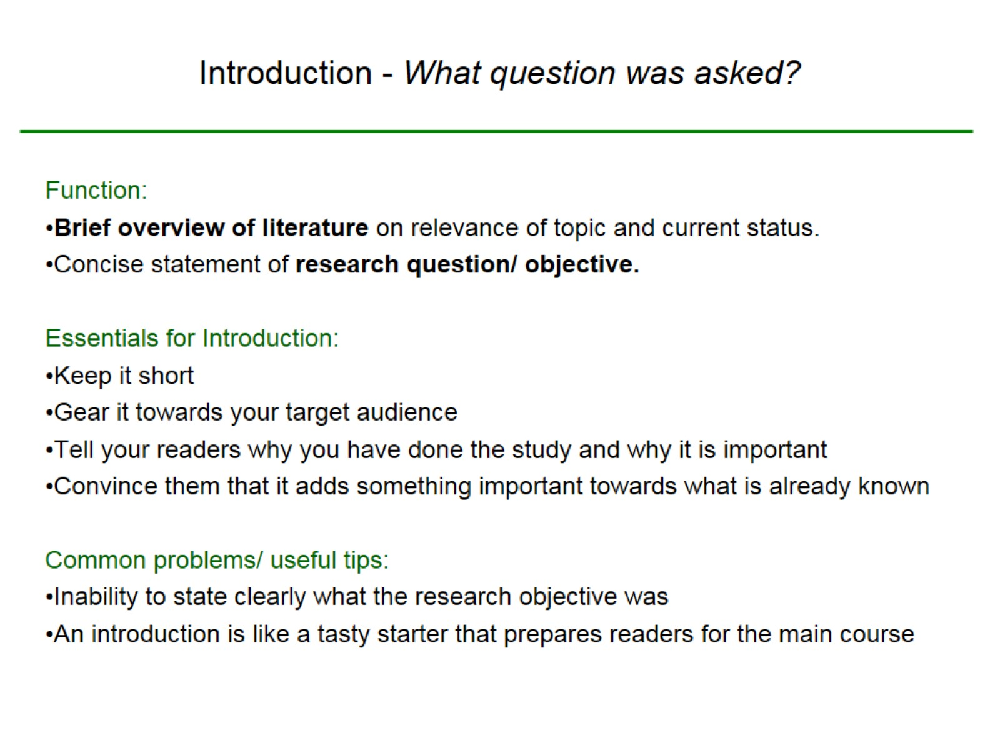 Introduction - What question was asked?
Function:
•Brief overview of literature on relevance of topic and current status.
•Concise statement of research question/ objective.
Essentials for Introduction:
•Keep it short
•Gear it towards your target audience
•Tell your readers why you have done the study and why it is important
•Convince them that it adds something important towards what is already known
Common problems/ useful tips:
•Inability to state clearly what the research objective was
•An introduction is like a tasty starter that prepares readers for the main course